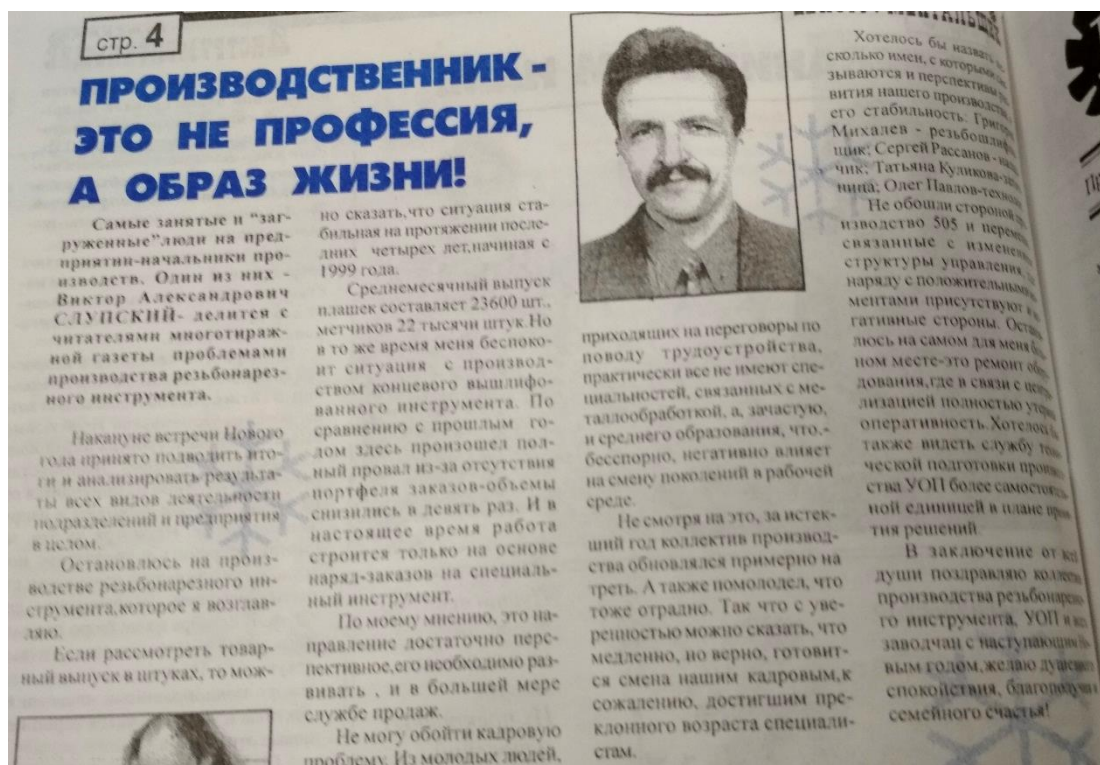 стр. 4
ПРОИЗВОДСТВЕННИК -
ЭТО НЕ ПРОФЕССИЯ,
А ОБРАЗ ЖИЗНИ!
Самые занятые и "заг-
руженные"люди на пред-
приятии-начальники про-
изводств. Один из них -
Виктор Александрович
СЛУПСКИЙ- делится с
читателями многотираж-
ной газеты проблемами
производства резьбонарез-
ного инструмента.
Накануне встречи Нового
года принято подводить ито-
ги и анализировать результа-
ты всех видов деятельности
подразделений и предприятия
в целом.
Остановлюсь на произ-
водстве резьбонарезного ин-
струмента,которое я возглав-
ляю.
Если рассмотреть товар-
ный выпуск в штуках, то мож-
но сказать,что ситуация ста-
бильная на протяжении после-
дних четырех лет,начиная с
1999 года.
Среднемесячный выпуск
плашек составляет 23600 шт.,
метчиков 22 тысячи штук.Но
в то же время меня беспоко-
ит ситуация с производ-
ством концевого вышлифо-
ванного инструмента. По
сравнению с прошлым го-
дом здесь произошел пол-
ный провал из-за отсутствия
портфеля заказов-объемы
снизились в девять раз. И в
настоящее время работа
строится только на основе
наряд-заказов на специаль-
ный инструмент.
По моему мнению, это на-
правление достаточно перс-
пективное,его необходимо раз-
вивать , и в большей мере
службе продаж.
Не могу обойти кадровую
проблему. Из молодых людей,
приходящих на переговоры по
поводу трудоустройства,
практически все не имеют спе-
циальностей, связанных с ме-
таллообработкой, а, зачастую,
и среднего образования, что,-
бесспорно, негативно влияет
на смену поколений в рабочей
среде.
Не смотря на это, за истек-
ший год коллектив производ-
ства обновлялся примерно на
треть. А также помолодел, что
тоже отрадно. Так что с уве-
ренностью можно сказать, что
медленно, но верно, готовит-
ся смена нашим кадровым,к
сожалению, достигшим пре-
клонного возраста специали-
стам.
Хотелось бы назвать
сколько имен, с которыми
зываются и перспективы
вития нашего производства,
его стабильность: Григорий
Михалев - резьбошлифов
щик; Сергей Рассанов -
чик; Татьяна Куликова-
ница; Олег Павлов-
Не обошли стороной
изводство 505 и
связанные с
структуры управления,
наряду с положительными
ментами присутствуют и
гативные стороны.
люсь на самом для меня
ном месте-это ремонт
дования,где в связи с
лизацией полностью
оперативность.Хотелось
также видеть службу
ческой подготовки
ства УОП более
ной единицей в плане
тия решений.
В заключение от всей
души поздравляю
производства
го инструмента, УОП и
заводчан с наступающим
вым годом,желаю
спокойствия, благополучия
семейного счастья!